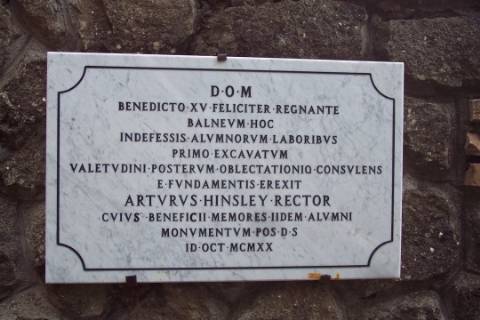 D·O·M
BENEDICTO·XV·FELICITER·REGNANTE
BALNEVM·HOC
INDEFESSIS·ALVMNORVM·LABORIBVS
PRIMO·EXCAVATVM
VALETVDINI·POSTERVM·OBLECTATIONIO·CONSVLENS
E·FVNDAMENTIS·EREXIT
ARTVRVS·HINSLEY·RECTOR
CVIVS·BENEFICII·MEMORES·IIDEM·ALVMNI
MONVMENTVM·POS·D·S
ID·OCT·MCMXX